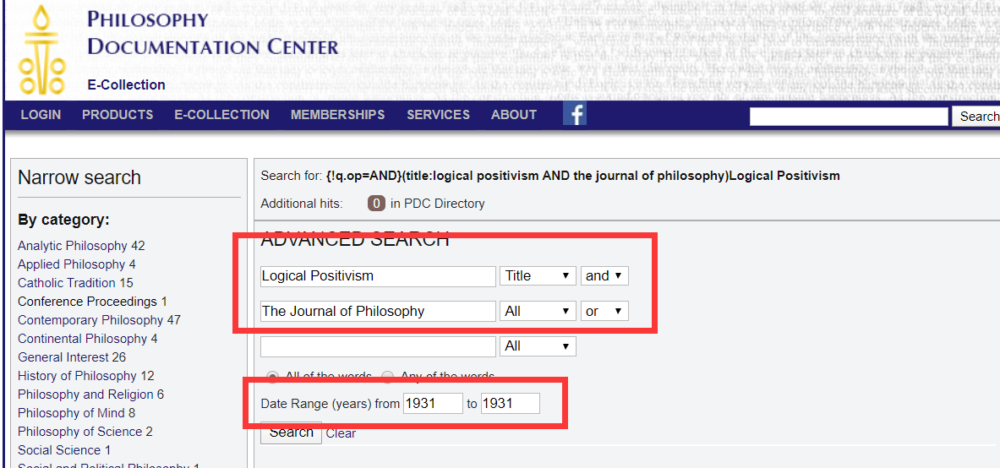 PHILOSOPHY
DOCUMENTATION CENTER
E-Collection
LOGIN PRODUCTS E-COLLECTION MEMBERSHIPS SERVICES ABOUT f Search
Narrow search
By category:
Analytic Philosophy 42
Applied Philosophy 4
Catholic Tradition 15
Conference Proceedings 1
Contemporary Philosophy 47
Continental Philosophy 4
General Interest 26
History of Philosophy 12
Philosophy and Religion 6
Philosophy of Mind 8
Philosophy of Science 2
Social Science 1
Social and Political Philosophy 1
Search for: {!q.op=AND}(title:logical positivism AND the journal of philosophy)Logical Positivism
Additional hits: 0 in PDC Directory
ADVANCED SEARCH
Logical Positivism Title and
The Journal of Philosophy All or
All
All of the words Any of the words
Date Range (years) from 1931 to 1931
Search Clear